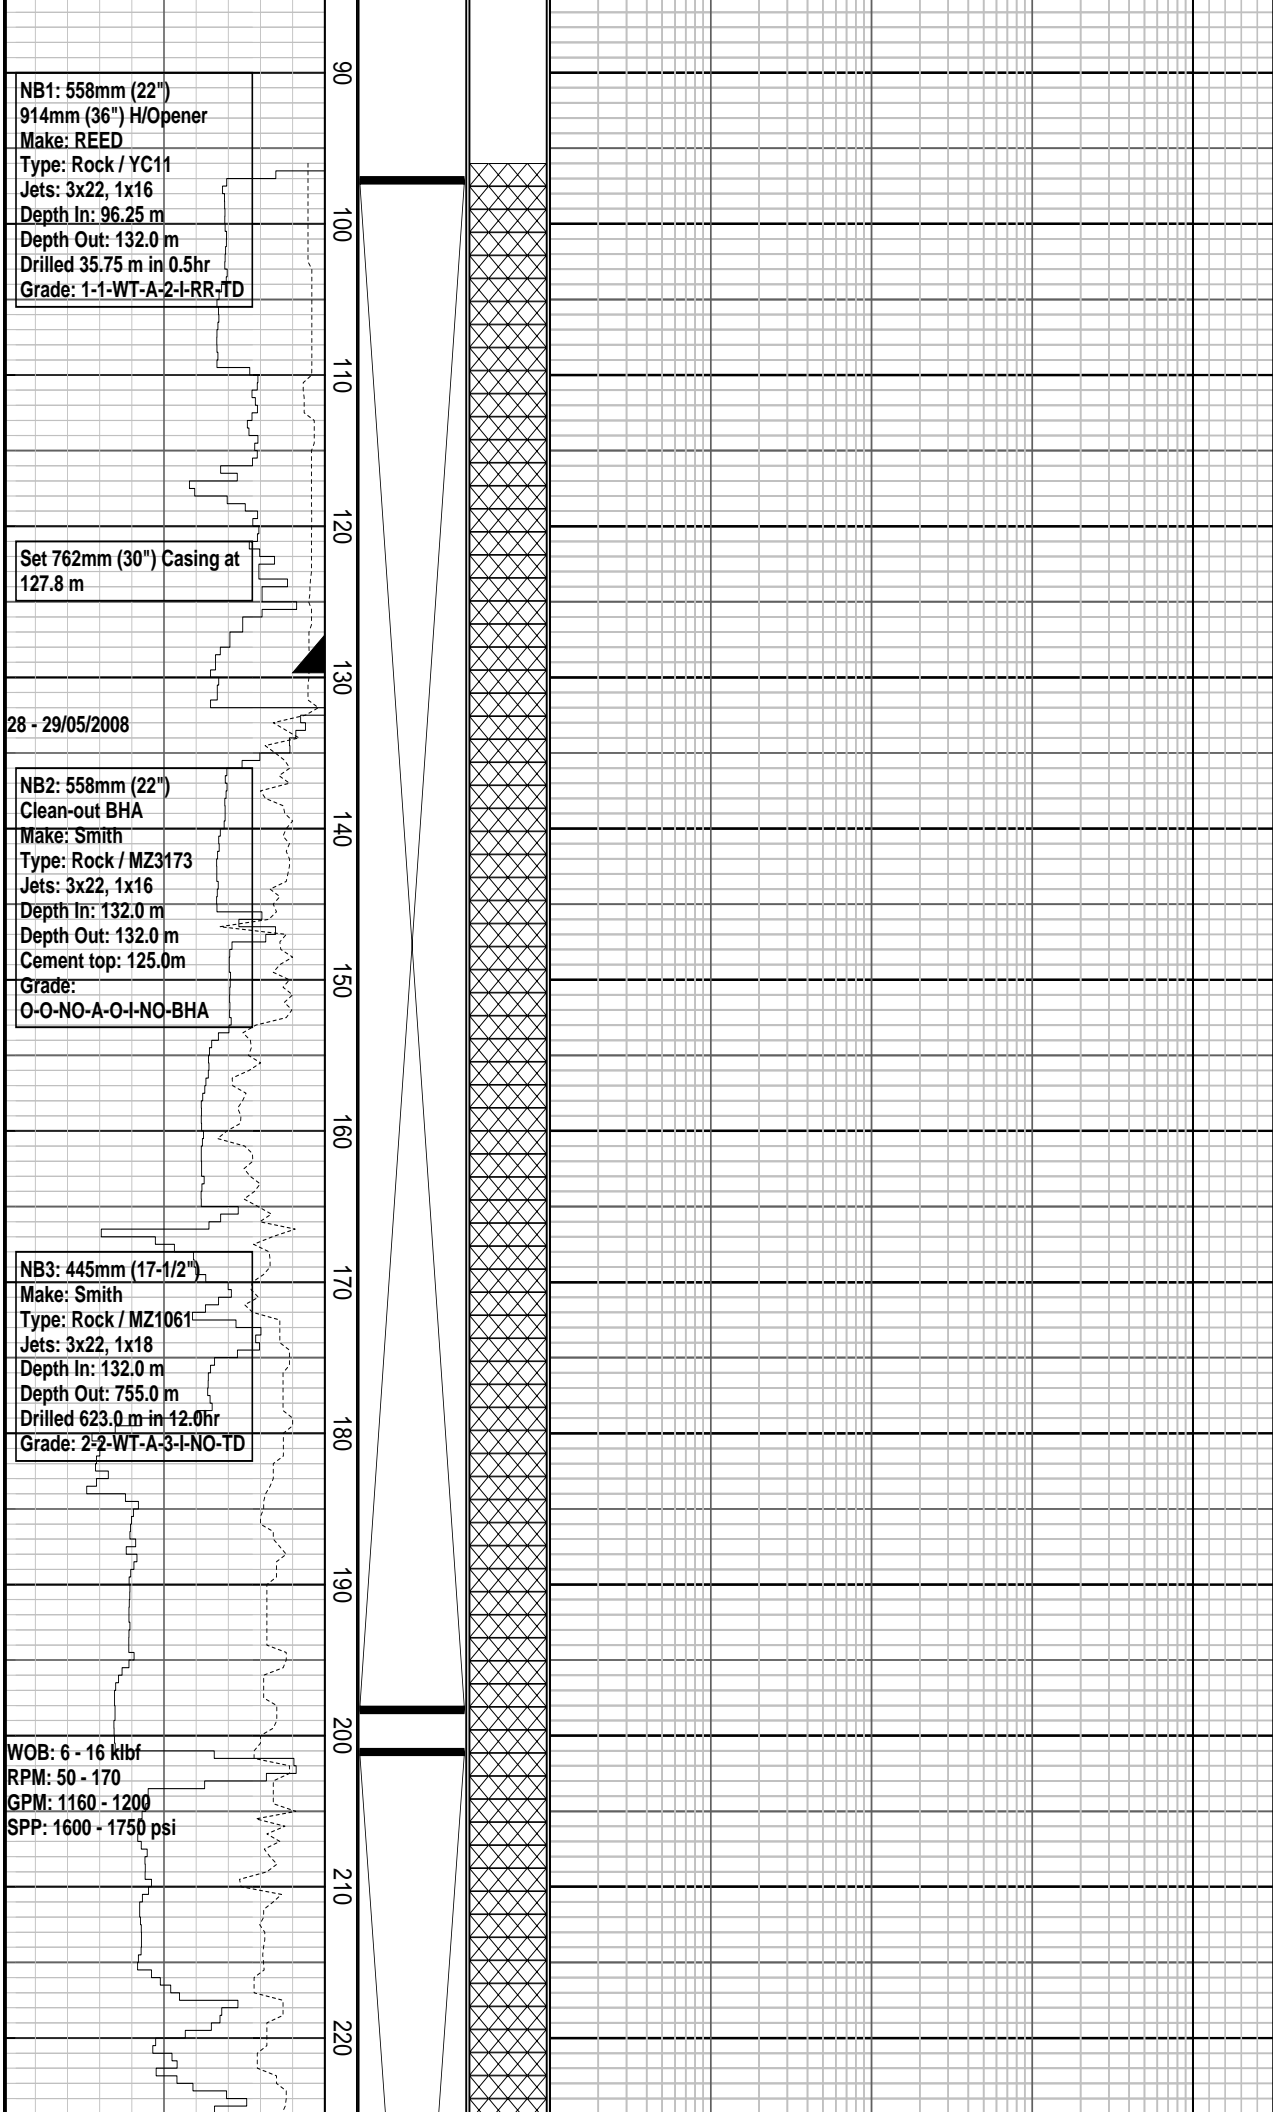 90
NB1: 558mm (22")
914mm (36") H/Opener
Make: REED
Type: Rock / YC11
Jets: 3x22, 1x16
Depth In: 96.25 m
Depth Out: 132.0 m
Drilled 35.75 m in 0.5hr
Grade: 1-1-WT-A-2-I-RR-TD
100
110
120
Set 762mm (30") Casing at
127.8 m
130
28 - 29/05/2008
NB2: 558mm (22")
Clean-out BHA
Make: Smith
Type: Rock / MZ3173
Jets: 3x22, 1x16
Depth In: 132.0 m
Depth Out: 132.0 m
Cement top: 125.0m
Grade:
O-O-NO-A-O-I-NO-BHA
140
150
160
NB3: 445mm (17-1/2")
Make: Smith
Type: Rock / MZ1061
Jets: 3x22, 1x18
Depth In: 132.0 m
Depth Out: 755.0 m
Drilled 623.0 m in 12.0hr
Grade: 2-2-WT-A-3-I-NO-TD
170
180
190
200
WOB: 6 - 16 klbf
RPM: 50 - 170
GPM: 1160 - 1200
SPP: 1600 - 1750 psi
210
220